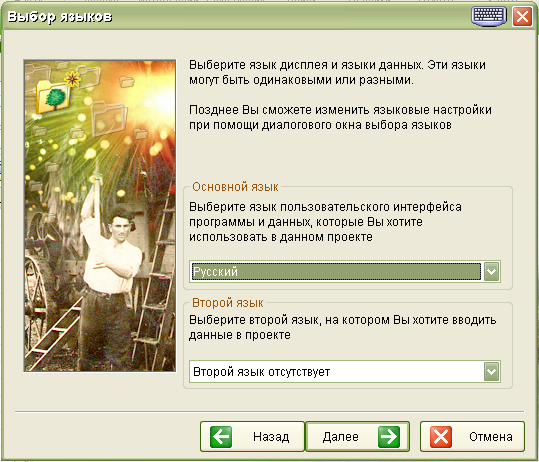 Выбор языков
Выберите язык дисплея и языки данных. Эти языки
могут быть одинаковыми или разными.
Позднее Вы сможете изменить языковые настройки
при помощи диалогового окна выбора языков
Основной язык
Выберите язык пользовательского интерфейса
программы и данных, которые Вы хотите
использовать в данном проекте
Русский
Второй язык
Выберите второй язык, на котором Вы хотите вводить
данные в проекте
Второй язык отсутствует
Назад
Далее
Отмена